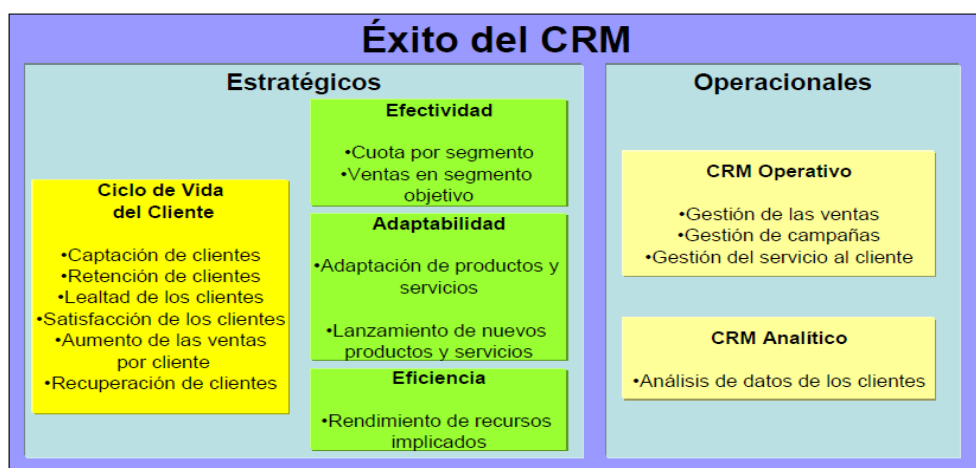 Éxito del CRM
Estratégicos
Ciclo de Vida
del Cliente
•Captación de clientes
•Retención de clientes
•Lealtad de los clientes
•Satisfacción de los clientes
•Aumento de las ventas
por cliente
•Recuperación de clientes
Efectividad
•Cuota por segmento
•Ventas en segmento
objetivo
Adaptabilidad
•Adaptación de productos y
servicios
•Lanzamiento de nuevos
productos y servicios
Eficiencia
•Rendimiento de recursos
implicados
Operacionales
CRM Operativo
•Gestión de las ventas
•Gestión de campañas
•Gestión del servicio al cliente
CRM Analítico
•Análisis de datos de los clientes